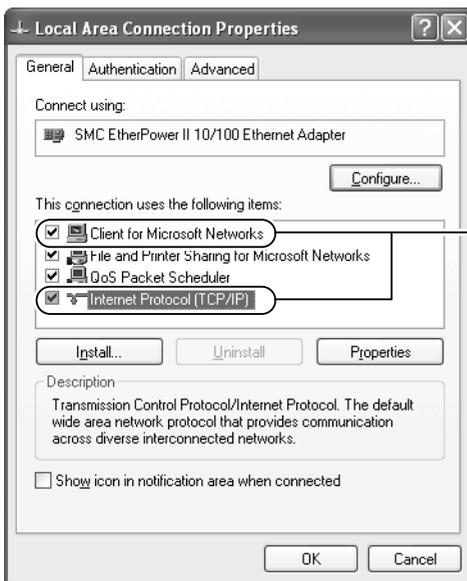 Local Area Connection Properties
General Authentication Advanced
Connect using:
SMC EtherPower II 10/100 Ethernet Adapter
Configure...
This connection uses the following items:
Client for Microsoft Networks
File and Printer Sharing for Microsoft Networks
QoS Packet Scheduler
Internet Protocol (TCP/IP)
Install... Uninstall Properties
Description
Transmission Control Protocol/Internet Protocol. The default
wide area network protocol that provides communication
across diverse interconnected networks.
Show icon in notification area when connected
OK Cancel